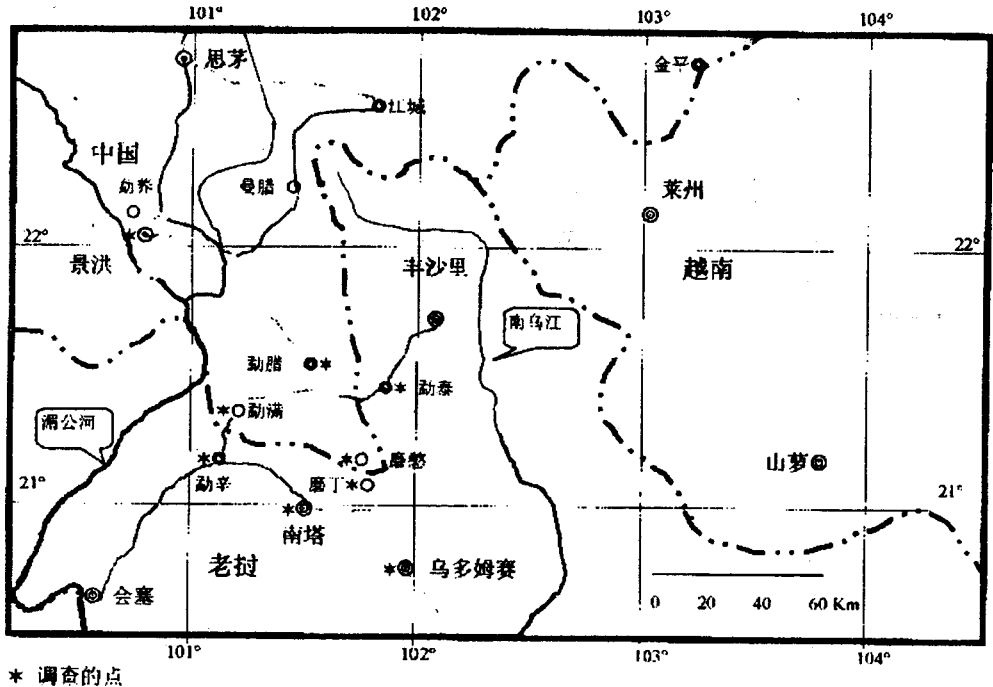 101° 102° 103° 104°
思茅
金平
江城
中国
勐养
曼腊
莱州
22° 22°
景洪
丰沙里
越南
南乌江
勐腊
勐泰
勐满
湄公河
磨憨
山萝
勐辛
磨丁
21° 21°
南塔
老挝
乌多姆赛
会塞
0 20 40 60 Km
101° 102° 103° 104°
* 调查的点